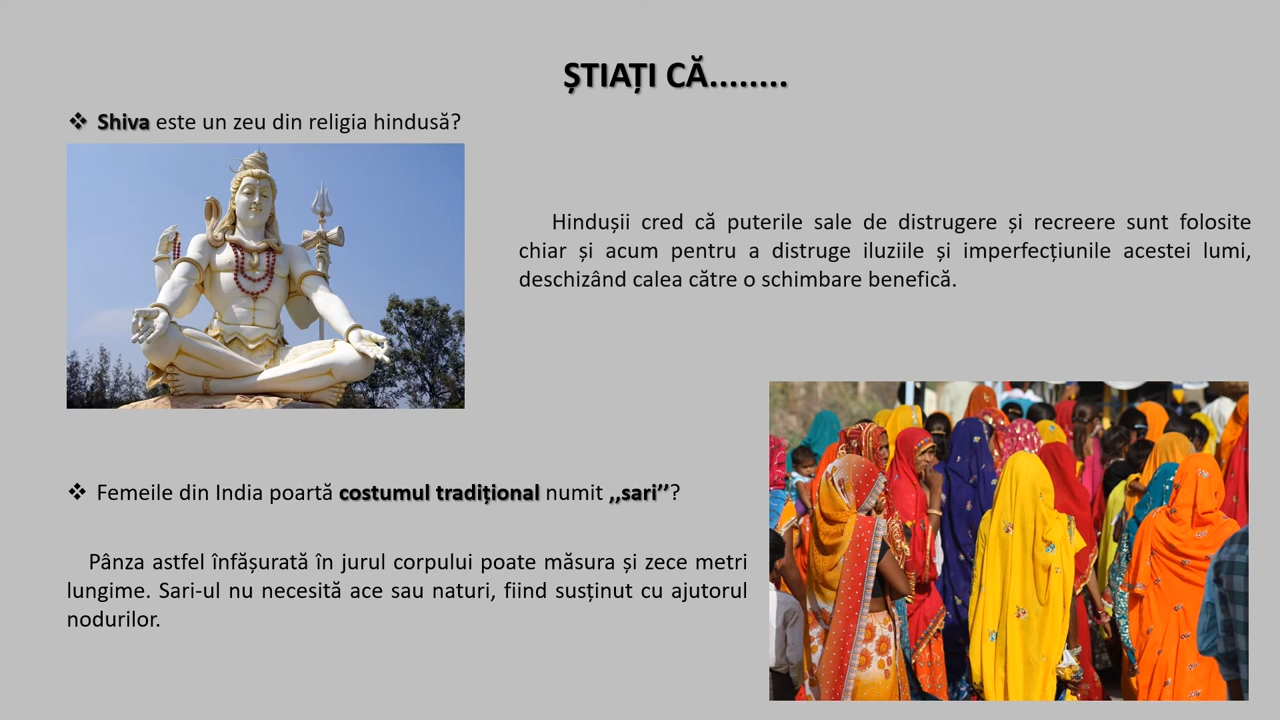 ȘTIAȚI CĂ........
❖ Shiva este un zeu din religia hindusă?
Hindușii cred că puterile sale de distrugere și recreere sunt folosite
chiar și acum pentru a distruge iluziile și imperfecțiunile acestei lumi,
deschizând calea către o schimbare benefică.
❖ Femeile din India poartă costumul tradițional numit ,,sari’’?
Pânza astfel înfășurată în jurul corpului poate măsura și zece metri
lungime. Sari-ul nu necesită ace sau naturi, fiind susținut cu ajutorul
nodurilor.